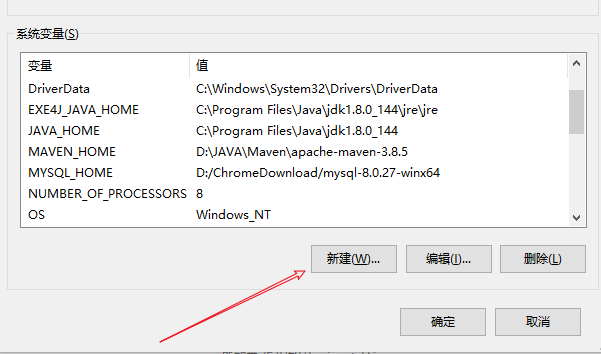 系统变量(S)
变量 值
DriverData C:\Windows\System32\Drivers\DriverData
EXE4J_JAVA_HOME C:\Program Files\Java\jdk1.8.0_144\jre\jre
JAVA_HOME C:\Program Files\Java\jdk1.8.0_144
MAVEN_HOME D:\JAVA\Maven\apache-maven-3.8.5
MYSQL_HOME D:/ChromeDownload/mysql-8.0.27-winx64
NUMBER_OF_PROCESSORS 8
OS Windows_NT
新建(W)... 编辑(I)... 删除(L)
确定 取消